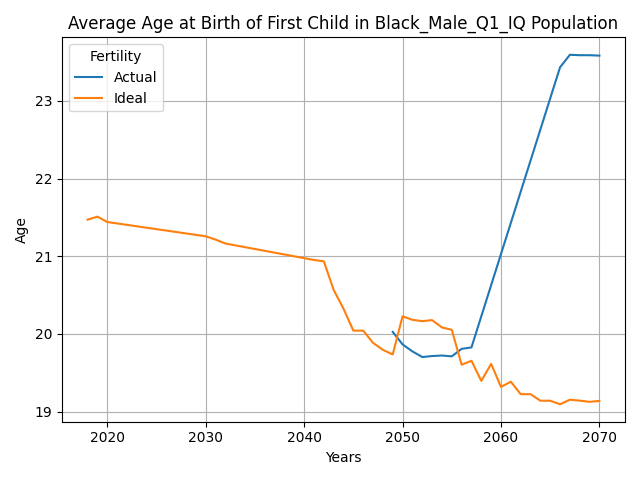 Average Age at Birth of First Child in Black_Male_Q1_IQ Population
Fertility
Actual
Ideal
23
22
21
20
19
Age
2020
2030
2040
2050
2060
2070
Years